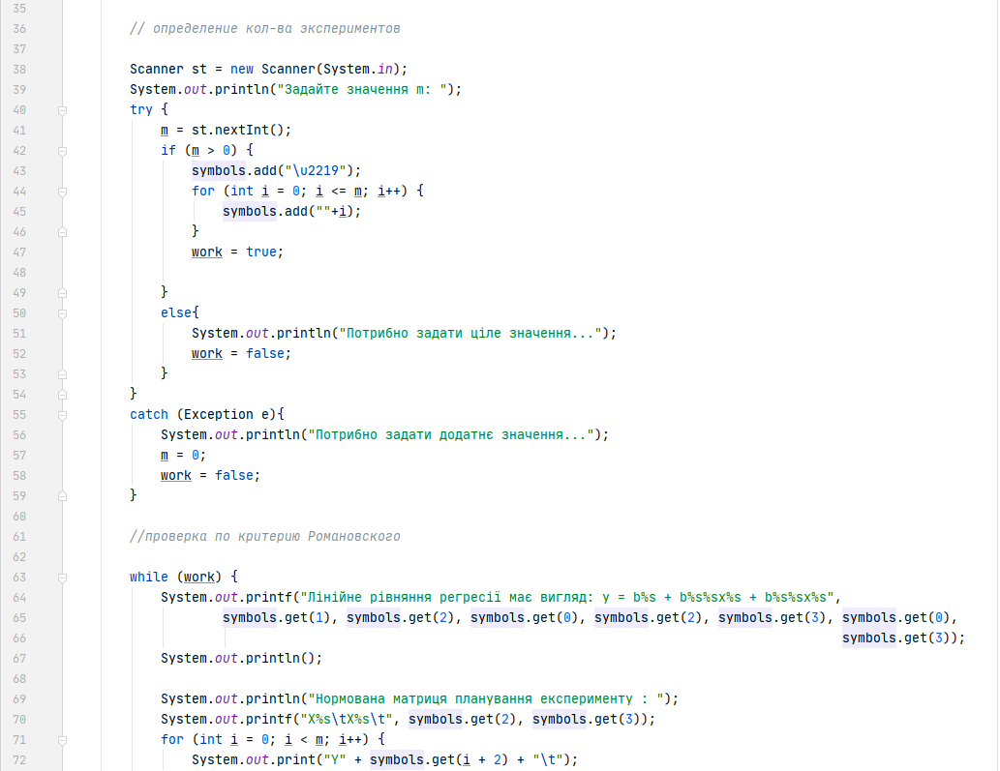 35
36 // определение кол-ва экспериментов
37
38 Scanner st = new Scanner(System.in);
39 System.out.println("Задайте значення m: ");
40 try {
41 m = st.nextInt();
42 if (m > 0) {
43 symbols.add("\u2219");
44 for (int i = 0; i <= m; i++) {
45 symbols.add(""+i);
46 }
47 work = true;
48
49 }
50 else{
51 System.out.println("Потрибно задати ціле значення...");
52 work = false;
53 }
54 }
55 catch (Exception e){
56 System.out.println("Потрибно задати додатнє значення...");
57 m = 0;
58 work = false;
59 }
60
61 //проверка по критерию Романовского
62
63 while (work) {
64 System.out.printf("Лінійне рівняння регресії має вигляд: y = b%s + b%s%sx%s + b%s%sx%s",
65 symbols.get(1), symbols.get(2), symbols.get(0), symbols.get(2), symbols.get(3), symbols.get(0),
66 symbols.get(3));
67 System.out.println();
68
69 System.out.println("Нормована матриця планування експерименту : ");
70 System.out.printf("X%s\tX%s\t", symbols.get(2), symbols.get(3));
71 for (int i = 0; i < m; i++) {
72 System.out.print("Y" + symbols.get(i + 2) + "\t");